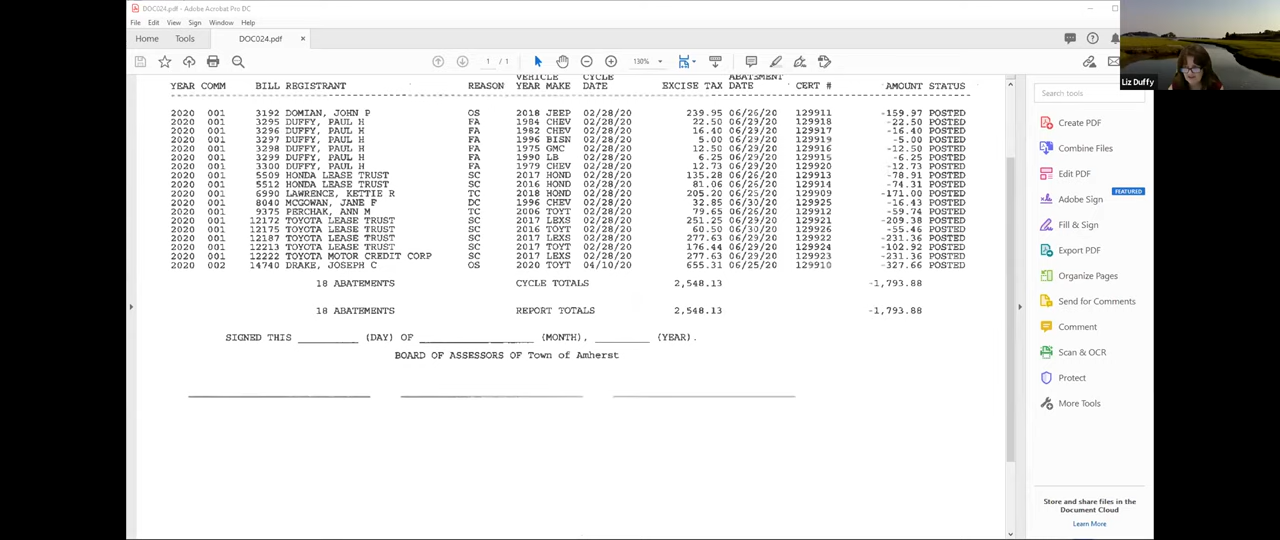 DOC024.pdf - Adobe Acrobat Pro DC
File Edit View Sign Window Help
Home Tools DOC024.pdf ×
1 / 1 130%
VEHICLE CYCLE ABATEMENT
YEAR COMM BILL REGISTRANT REASON YEAR MAKE DATE EXCISE TAX DATE CERT # AMOUNT STATUS
2020 001 3192 DOMIAN, JOHN P OS 2018 JEEP 02/28/20 239.95 06/26/20 129911 -159.97 POSTED
2020 001 3295 DUFFY, PAUL H FA 1984 CHEV 02/28/20 22.50 06/29/20 129918 -22.50 POSTED
2020 001 3296 DUFFY, PAUL H FA 1982 CHEV 02/28/20 16.40 06/29/20 129917 -16.40 POSTED
2020 001 3297 DUFFY, PAUL H FA 1996 BISN 02/28/20 5.00 06/29/20 129919 -5.00 POSTED
2020 001 3298 DUFFY, PAUL H FA 1975 GMC 02/28/20 12.50 06/29/20 129916 -12.50 POSTED
2020 001 3299 DUFFY, PAUL H FA 1990 LB 02/28/20 6.25 06/29/20 129915 -6.25 POSTED
2020 001 3300 DUFFY, PAUL H FA 1979 CHEV 02/28/20 12.73 06/29/20 129920 -12.73 POSTED
2020 001 5509 HONDA LEASE TRUST SC 2017 HOND 02/28/20 135.28 06/26/20 129913 -78.91 POSTED
2020 001 5512 HONDA LEASE TRUST SC 2016 HOND 02/28/20 81.06 06/26/20 129914 -74.31 POSTED
2020 001 6990 LAWRENCE, KETTIE R TC 2018 HOND 02/28/20 205.20 06/25/20 129909 -171.00 POSTED
2020 001 8040 MCGOWAN, JANE F DC 1996 CHEV 02/28/20 32.85 06/30/20 129925 -16.43 POSTED
2020 001 9375 PERCHAK, ANN M TC 2006 TOYT 02/28/20 79.65 06/26/20 129912 -59.74 POSTED
2020 001 12172 TOYOTA LEASE TRUST SC 2017 LEXS 02/28/20 251.25 06/29/20 129921 -209.38 POSTED
2020 001 12175 TOYOTA LEASE TRUST SC 2016 TOYT 02/28/20 60.50 06/30/20 129926 -55.46 POSTED
2020 001 12187 TOYOTA LEASE TRUST SC 2017 LEXS 02/28/20 277.63 06/29/20 129922 -231.36 POSTED
2020 001 12213 TOYOTA LEASE TRUST SC 2017 TOYT 02/28/20 176.44 06/29/20 129924 -102.92 POSTED
2020 001 12222 TOYOTA MOTOR CREDIT CORP SC 2017 LEXS 02/28/20 277.63 06/29/20 129923 -231.36 POSTED
2020 002 14740 DRAKE, JOSEPH C OS 2020 TOYT 04/10/20 655.31 06/25/20 129910 -327.66 POSTED
18 ABATEMENTS CYCLE TOTALS 2,548.13 -1,793.88
18 ABATEMENTS REPORT TOTALS 2,548.13 -1,793.88
SIGNED THIS (DAY) OF (MONTH), (YEAR).
BOARD OF ASSESSORS OF Town of Amherst
Liz Duffy
Search tools
Create PDF
Combine Files
Edit PDF
FEATURED
Adobe Sign
Fill & Sign
Export PDF
Organize Pages
Send for Comments
Comment
Scan & OCR
Protect
More Tools
Store and share files in the
Document Cloud
Learn More